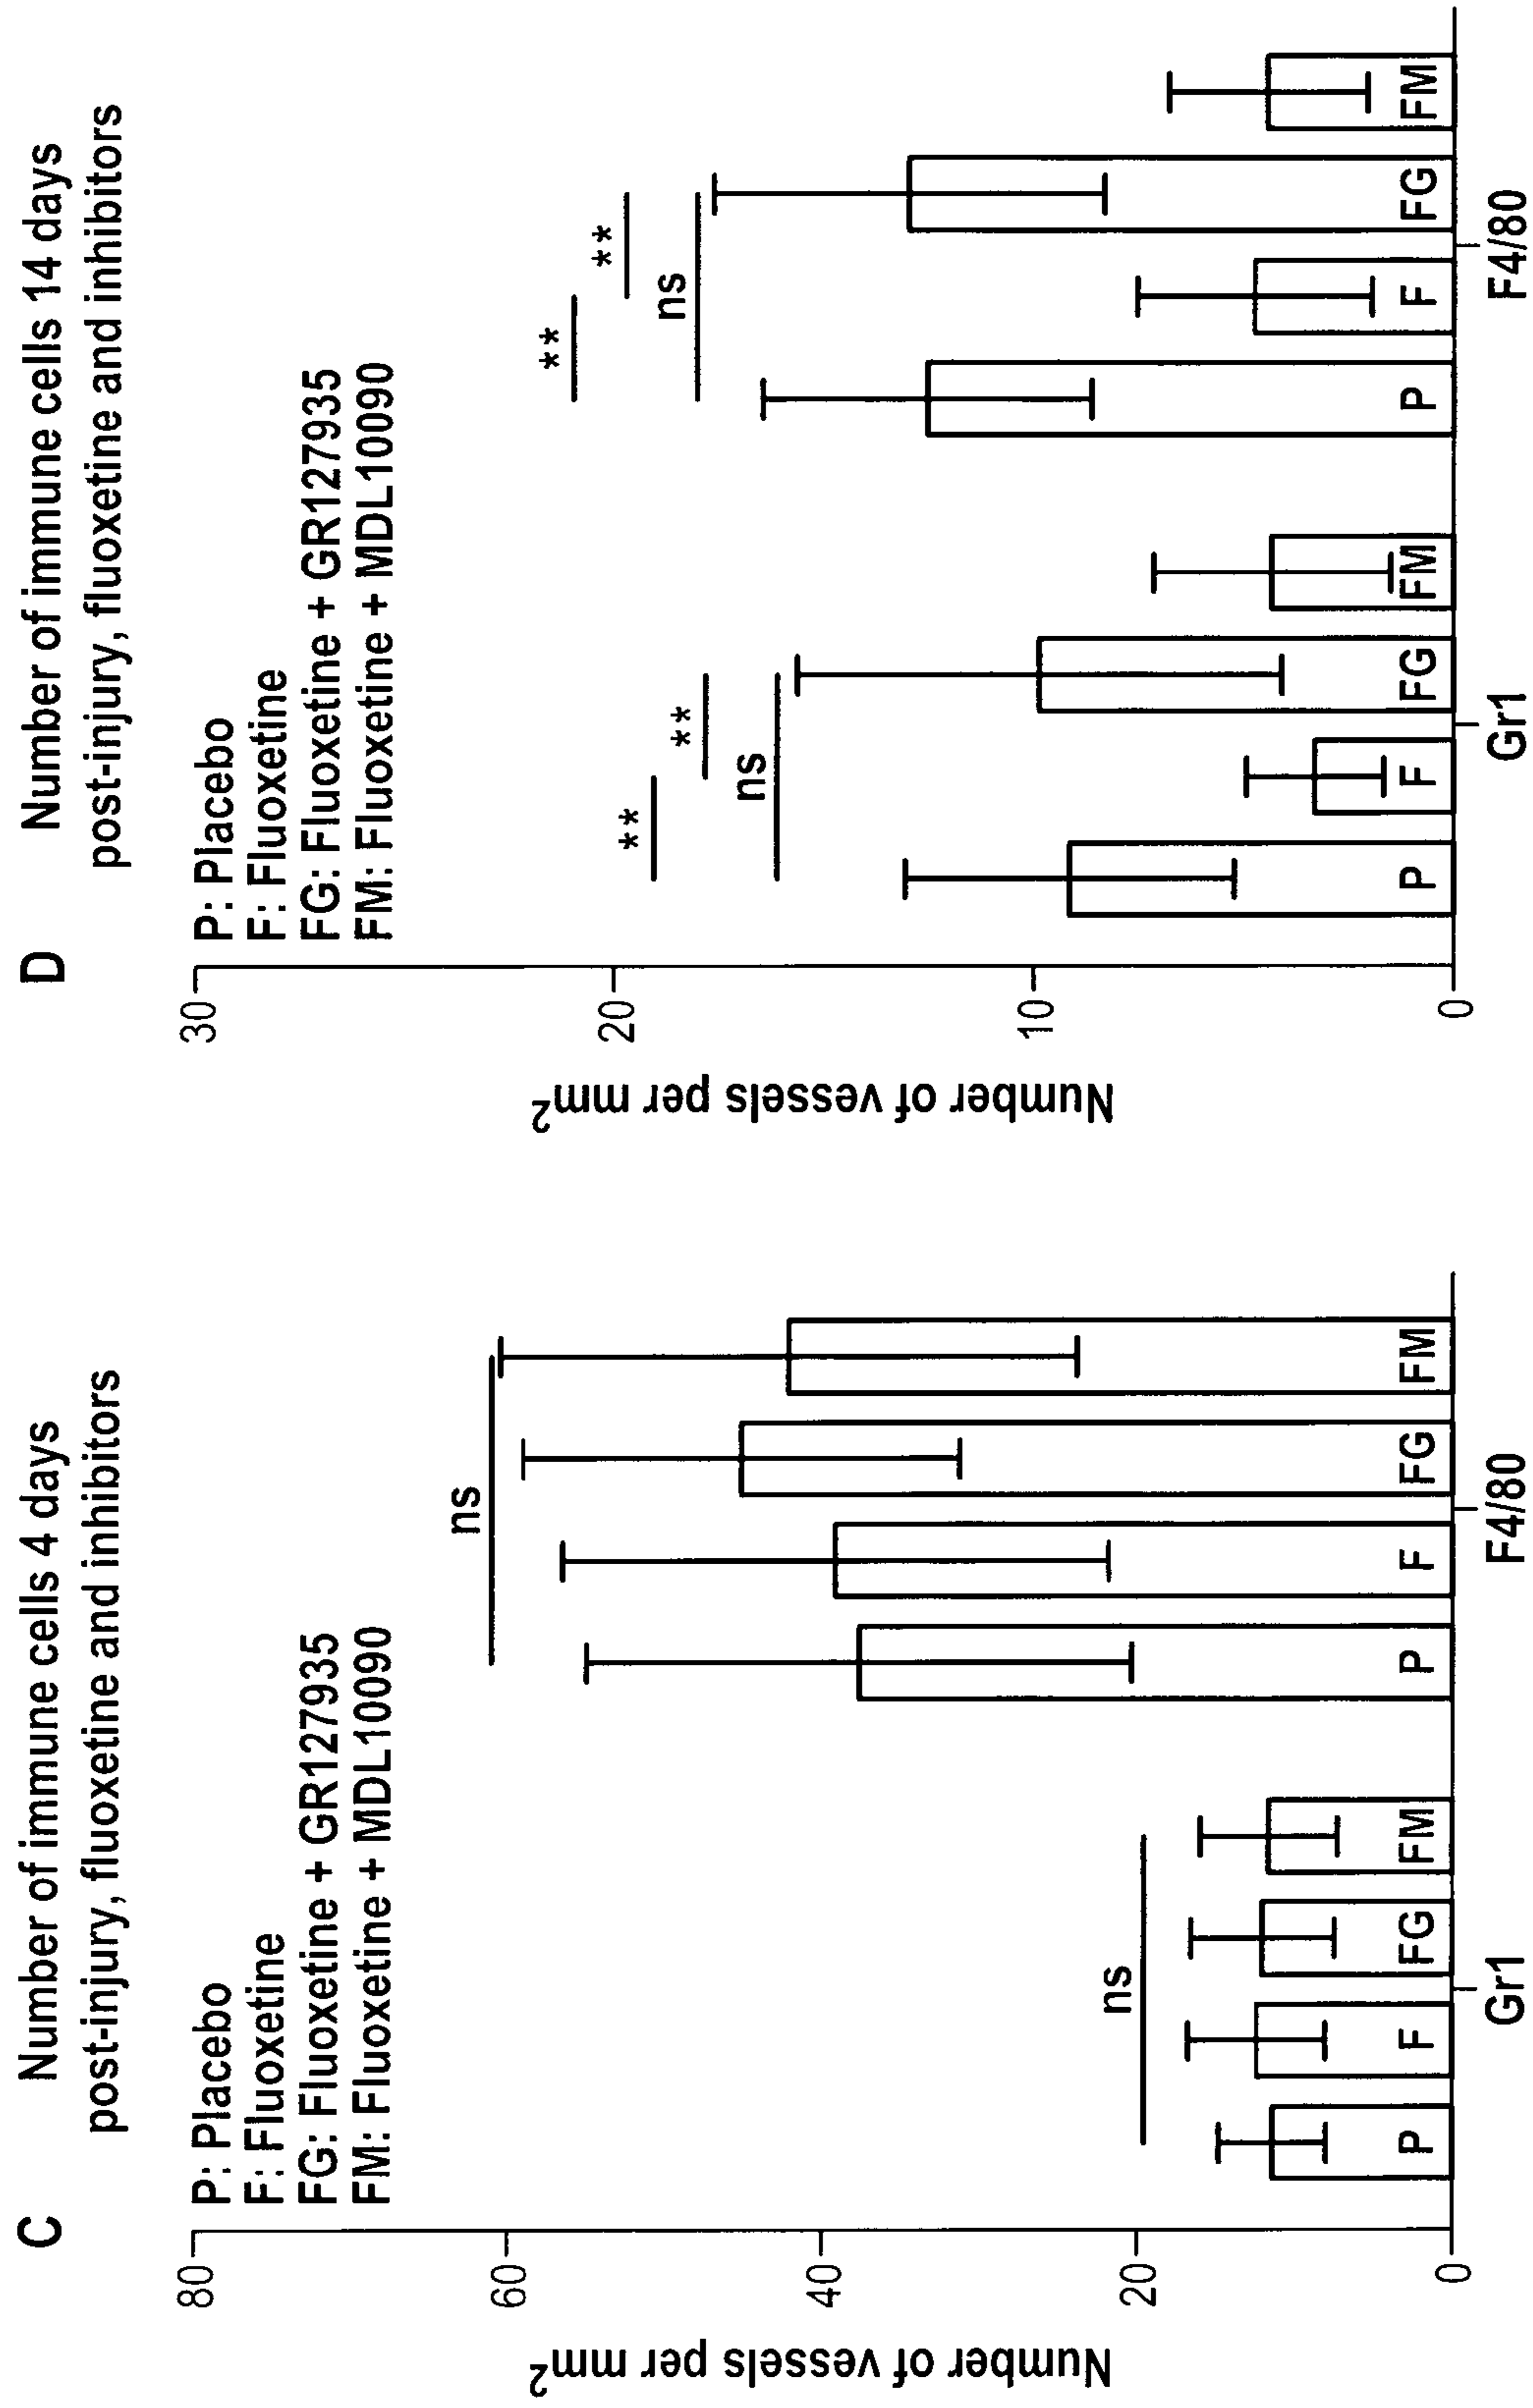 C
Number of immune cells 4 days
post-injury, fluoxetine and inhibitors
P: Placebo
F: Fluoxetine
FG: Fluoxetine + GR127935
FM: Fluoxetine + MDL10090
Number of vessels per mm²
80
60
40
20
0
ns
ns
P
F
FG
FM
P
F
FG
FM
Gr1
F4/80
D
Number of immune cells 14 days
post-injury, fluoxetine and inhibitors
P: Placebo
F: Fluoxetine
FG: Fluoxetine + GR127935
FM: Fluoxetine + MDL10090
Number of vessels per mm²
30
20
10
0
**
**
ns
**
**
ns
P
F
FG
FM
P
F
FG
FM
Gr1
F4/80